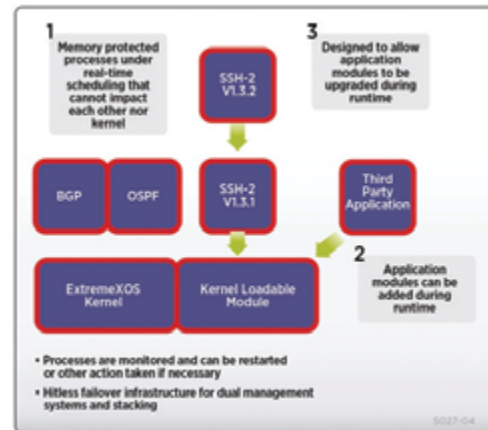 1
Memory protected
processes under
real-time
scheduling that
cannot impact
each other nor
kernel
SSH-2
V1.3.2
3
Designed to allow
application
modules to be
upgraded during
runtime
BGP
OSPF
SSH-2
V1.3.1
Third
Party
Application
2
Application
modules can be
added during
runtime
ExtremeXOS
Kernel
Kernel Loadable
Module
• Processes are monitored and can be restarted
or other action taken if necessary
• Hitless failover infrastructure for dual management
systems and stacking
5027-04